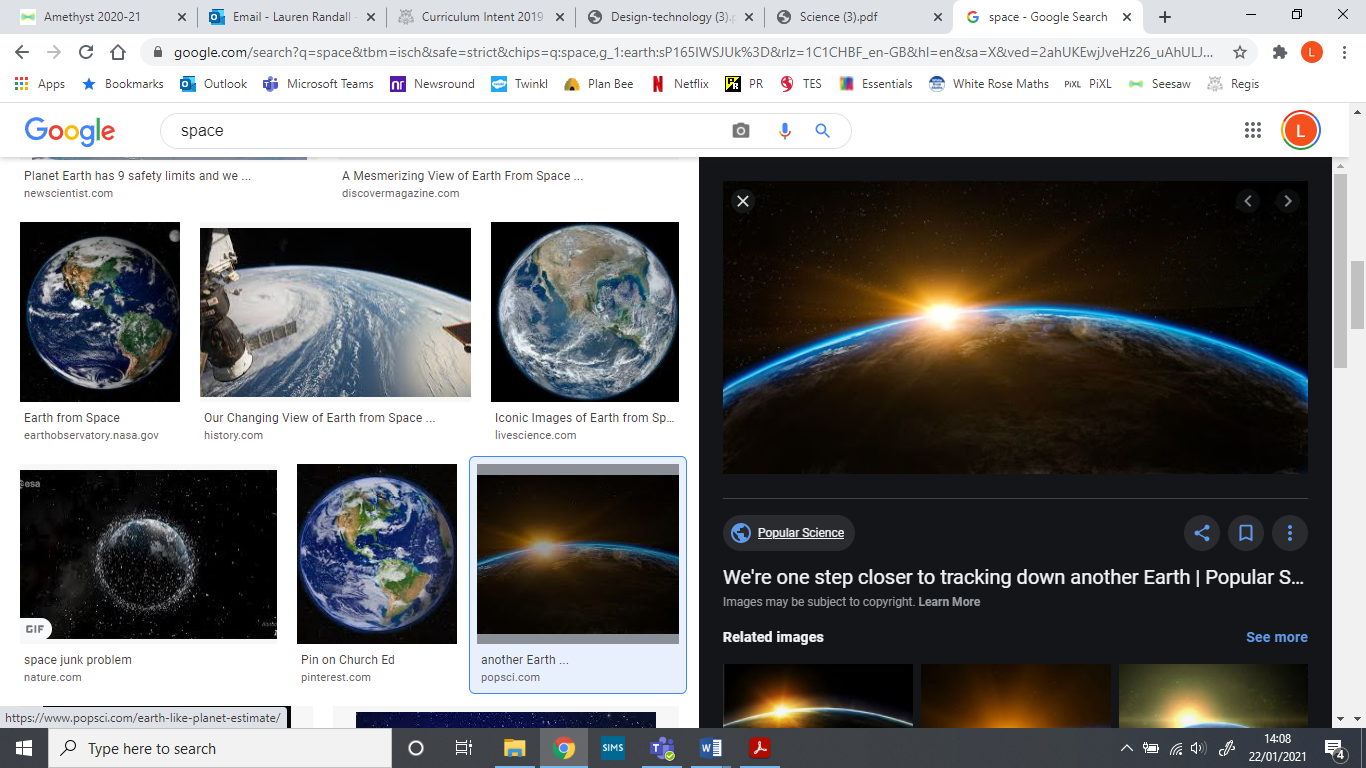 Amethyst 2020-21
Email - Lauren Randall -
Curriculum Intent 2019
Design-technology (3).p
Science (3).pdf
space - Google Search
google.com/search?q=space&tbm=isch&safe=strict&chips=q:space,g_1:earth:sP165IWSJUk%3D&rlz=1C1CHBF_en-GB&hl=en&sa=X&ved=2ahUKEwjJveHz26_uAhULJ...
L
Apps
Bookmarks
Outlook
Microsoft Teams
nr
Newsround
Twinkl
Plan Bee
N
Netflix
PR
TES
Essentials
White Rose Maths
PiXL
PiXL
Seesaw
Regis
Google
space
L
Planet Earth has 9 safety limits and we ...
newscientist.com
A Mesmerizing View of Earth From Space ...
discovermagazine.com
Earth from Space
earthobservatory.nasa.gov
Our Changing View of Earth from Space ...
history.com
Iconic Images of Earth from Sp...
livescience.com
@esa
GIF
space junk problem
nature.com
Pin on Church Ed
pinterest.com
another Earth ...
popsci.com
Popular Science
We're one step closer to tracking down another Earth | Popular S...
Images may be subject to copyright. Learn More
Related images
See more
https://www.popsci.com/earth-like-planet-estimate/
Type here to search
SIMS
14:08
22/01/2021
4